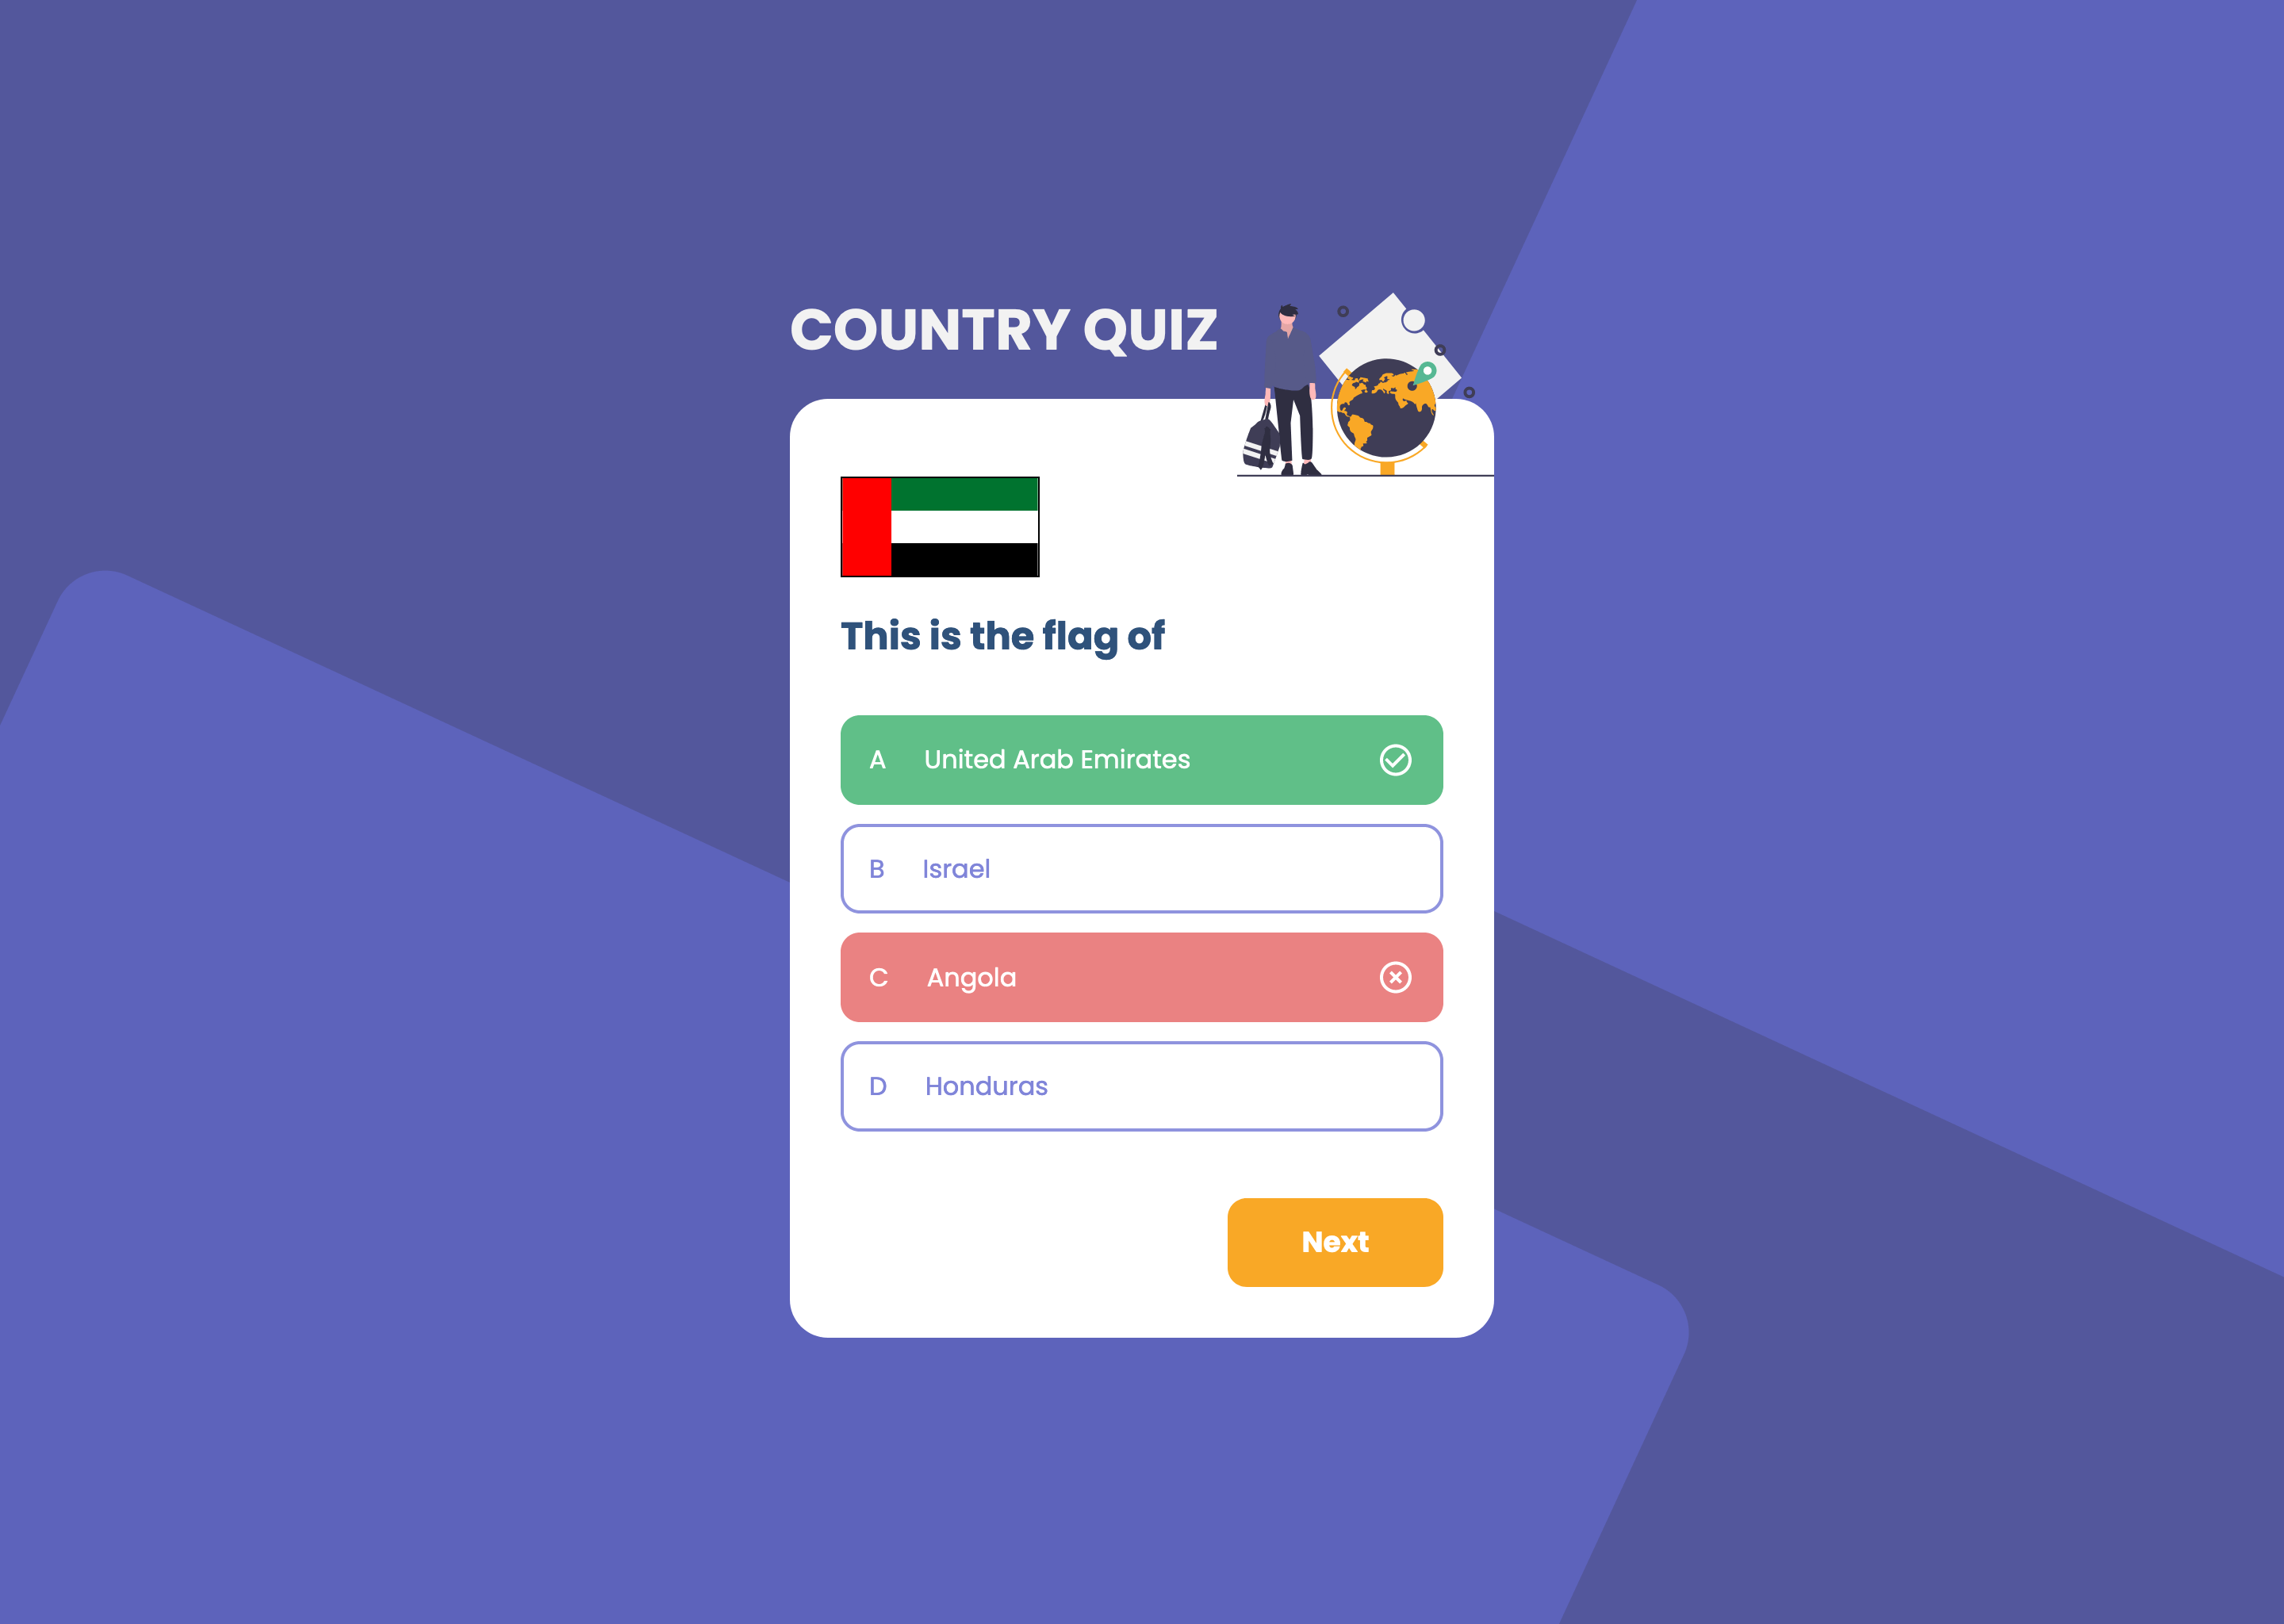 COUNTRY QUIZ
This is the flag of
A United Arab Emirates
B Israel
C Angola
D Honduras
Next